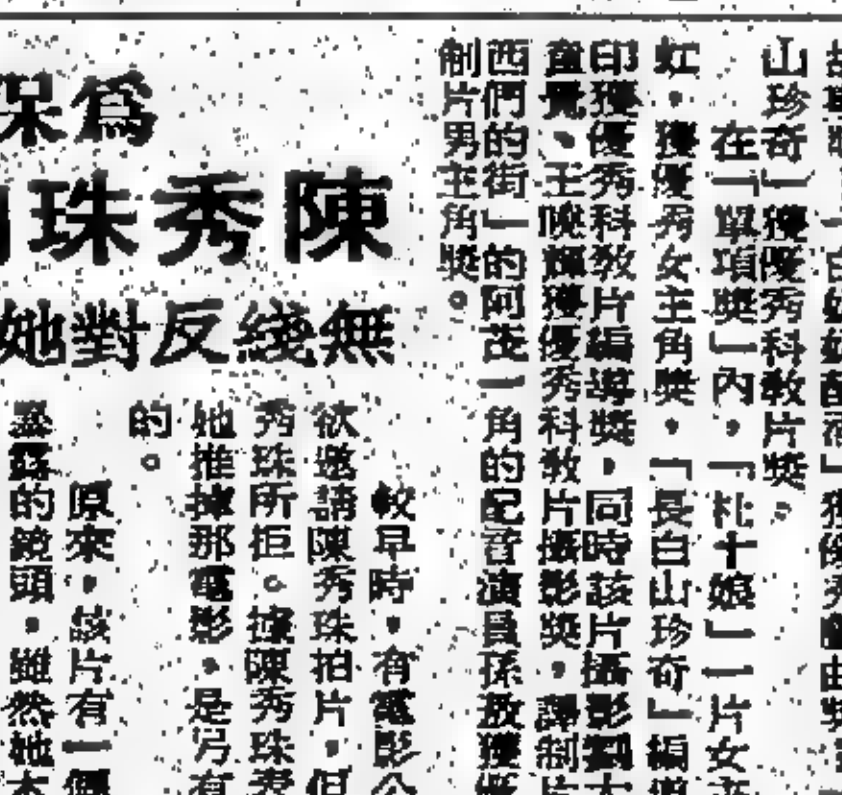 山珍奇」獲優秀科教片獎。
在「單項獎」內,「杜十娘」一片女主
虹,獲優秀女主角獎,「長白山珍奇」編導
印獲優秀科教片編導獎,同時該片攝影劉大
、王曉輝獲優秀科教片攝影獎,譯制片
西們的街」的阿茂一角的配音演員孫敖獲
制片男主角獎。
為保
陳秀珠
無綫反對她
較早時,有電影公
欲邀請陳秀珠拍片,但
秀珠所拒。據陳秀珠表
她推掉那電影,是另有
的。
原來,該片有一個
暴露的鏡頭,雖然她本